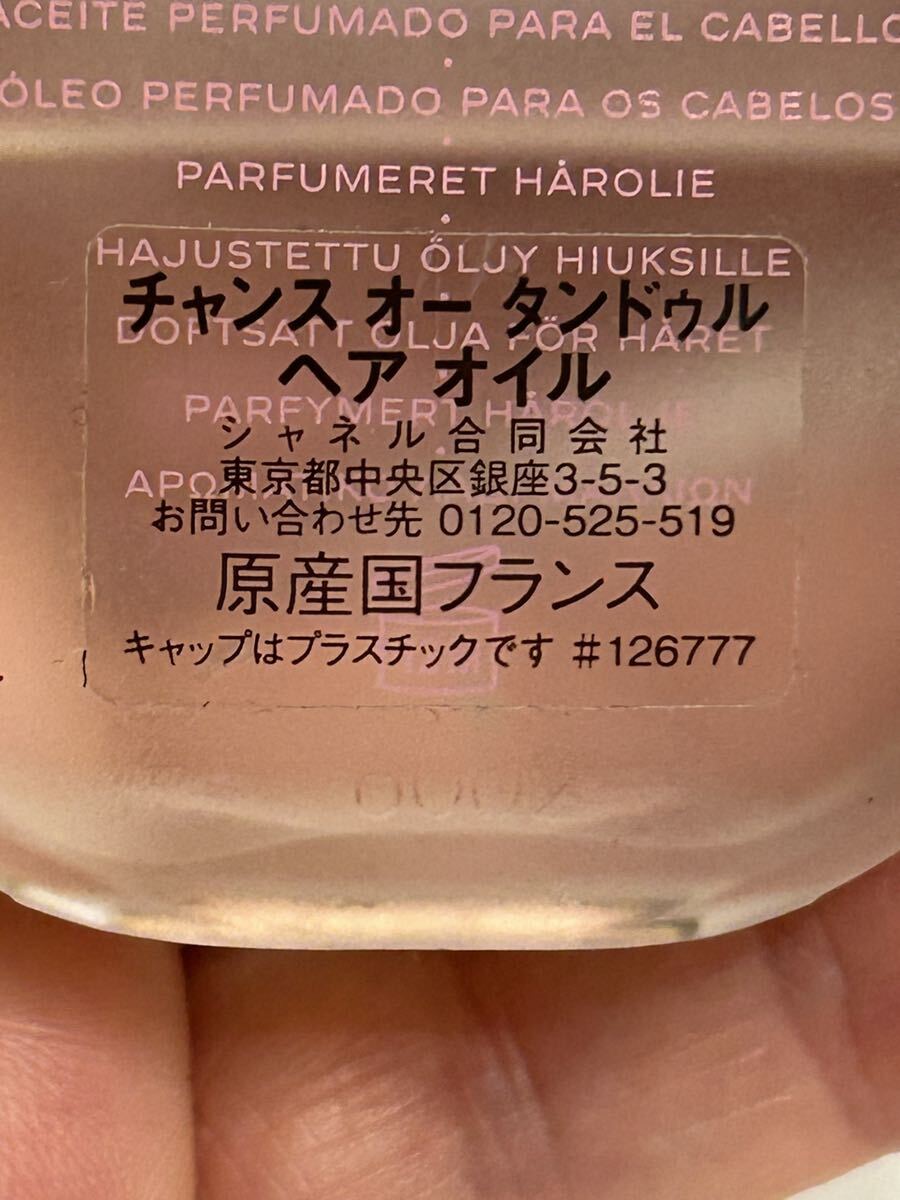 ACEITE PERFUMADO PARA EL CABELLO
ÓLEO PERFUMADO PARA OS CABELOS
PARFUMERET HÅROLIE
HAJUSTETTU ÖLJY HIUKSILLE
チャンス オー タンドゥル
DOFTSATT OLJA FÖR HÅRET
ヘア オイル
PARFYMERT HÅROLJE
シャネル合同会社
東京都中央区銀座3-5-3
お問い合わせ先 0120-525-519
原産国フランス
キャップはプラスチックです #126777